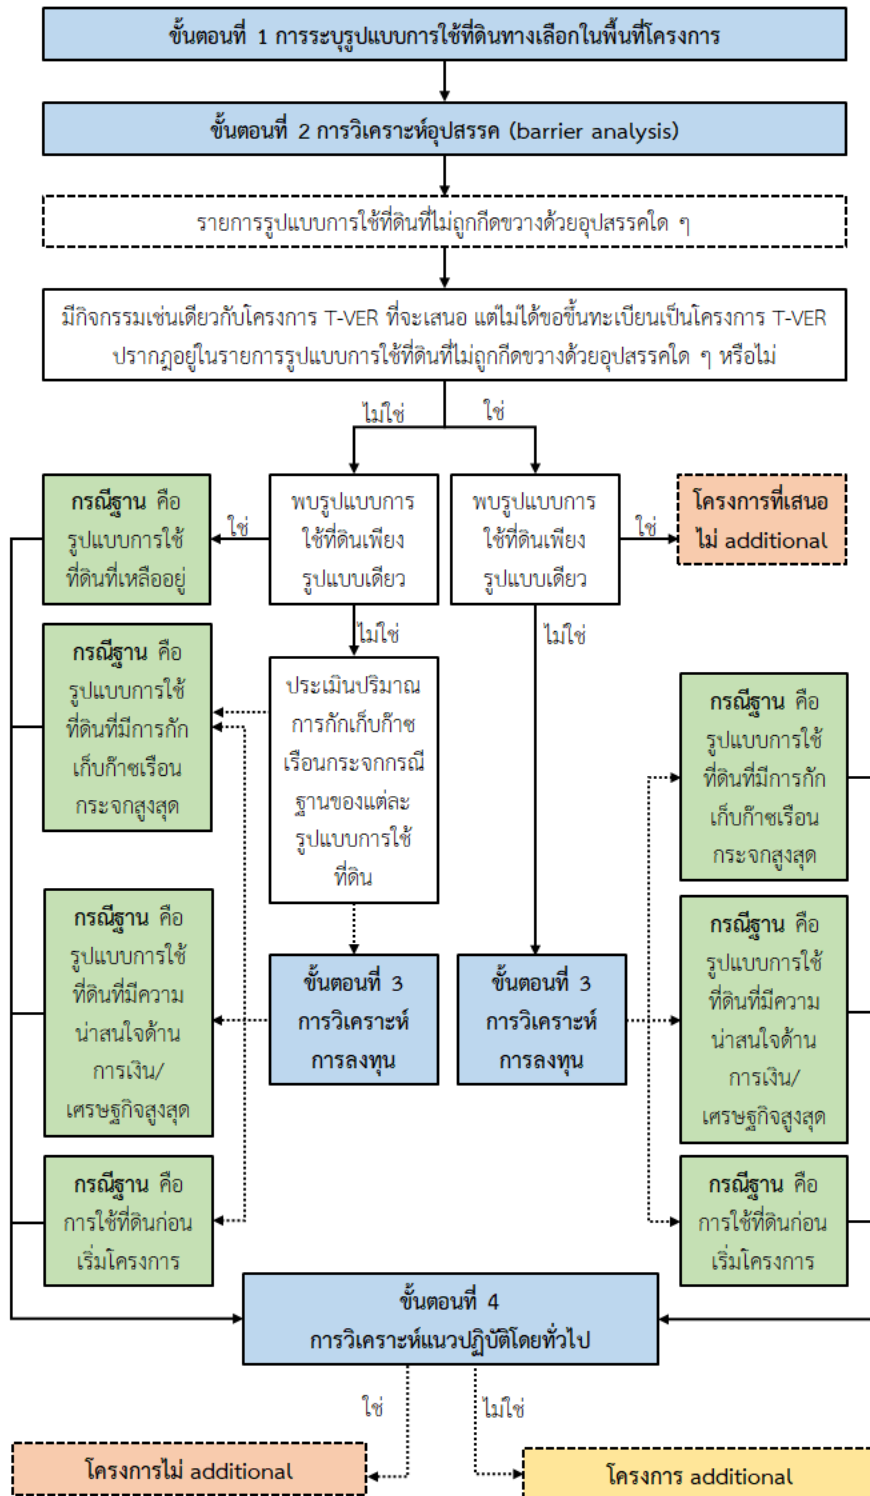 ขั้นตอนที่ 1 การระบุรูปแบบการใช้ที่ดินทางเลือกในพื้นที่โครงการ
ขั้นตอนที่ 2 การวิเคราะห์อุปสรรค (barrier analysis)
รายการรูปแบบการใช้ที่ดินที่ไม่ถูกกีดขวางด้วยอุปสรรคใด ๆ
มีกิจกรรมเช่นเดียวกับโครงการ T-VER ที่จะเสนอ แต่ไม่ได้ขอขึ้นทะเบียนเป็นโครงการ T-VER
ปรากฎอยู่ในรายการรูปแบบการใช้ที่ดินที่ไม่ถูกกีดขวางด้วยอุปสรรคใด ๆ หรือไม่
ไม่ใช่
ใช่
กรณีฐาน คือ
รูปแบบการใช้
ที่ดินที่เหลืออยู่
ใช่
พบรูปแบบการ
ใช้ที่ดินเพียง
รูปแบบเดียว
พบรูปแบบการ
ใช้ที่ดินเพียง
รูปแบบเดียว
ใช่
โครงการที่เสนอ
ไม่ additional
ไม่ใช่
ไม่ใช่
กรณีฐาน คือ
รูปแบบการใช้
ที่ดินที่มีการกัก
เก็บก๊าซเรือน
กระจกสูงสุด
ประเมินปริมาณ
การกักเก็บก๊าซ
เรือนกระจกกรณี
ฐานของแต่ละ
รูปแบบการใช้
ที่ดิน
กรณีฐาน คือ
รูปแบบการใช้
ที่ดินที่มีการกัก
เก็บก๊าซเรือน
กระจกสูงสุด
กรณีฐาน คือ
รูปแบบการใช้
ที่ดินที่มีความ
น่าสนใจด้าน
การเงิน/
เศรษฐกิจสูงสุด
ขั้นตอนที่ 3
การวิเคราะห์
การลงทุน
ขั้นตอนที่ 3
การวิเคราะห์
การลงทุน
กรณีฐาน คือ
รูปแบบการใช้
ที่ดินที่มีความ
น่าสนใจด้าน
การเงิน/
เศรษฐกิจสูงสุด
กรณีฐาน คือ
การใช้ที่ดินก่อน
เริ่มโครงการ
กรณีฐาน คือ
การใช้ที่ดินก่อน
เริ่มโครงการ
ขั้นตอนที่ 4
การวิเคราะห์แนวปฏิบัติโดยทั่วไป
ใช่
ไม่ใช่
โครงการไม่ additional
โครงการ additional